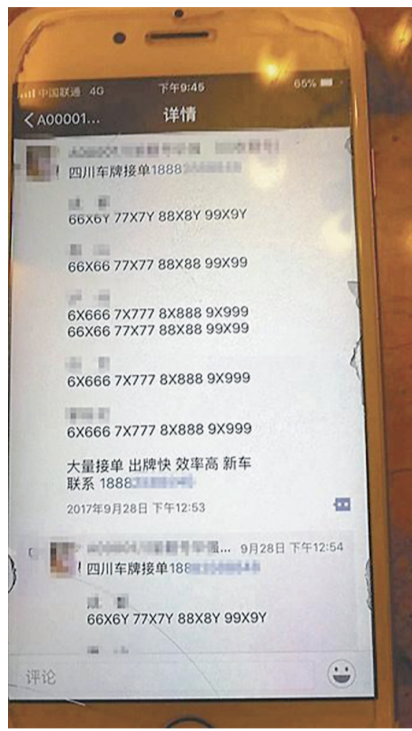 中国联通 4G 下午9:45 66%
A00001... 详情
四川车牌接单1888
66X6Y 77X7Y 88X8Y 99X9Y
66X66 77X77 88X88 99X99
6X666 7X777 8X888 9X999
66X66 77X77 88X88 99X99
6X666 7X777 8X888 9X999
6X666 7X777 8X888 9X999
大量接单 出牌快 效率高 新车
联系 1888
2017年9月28日 下午12:53
... 9月28日 下午12:54
四川车牌接单188
66X6Y 77X7Y 88X8Y 99X9Y
评论